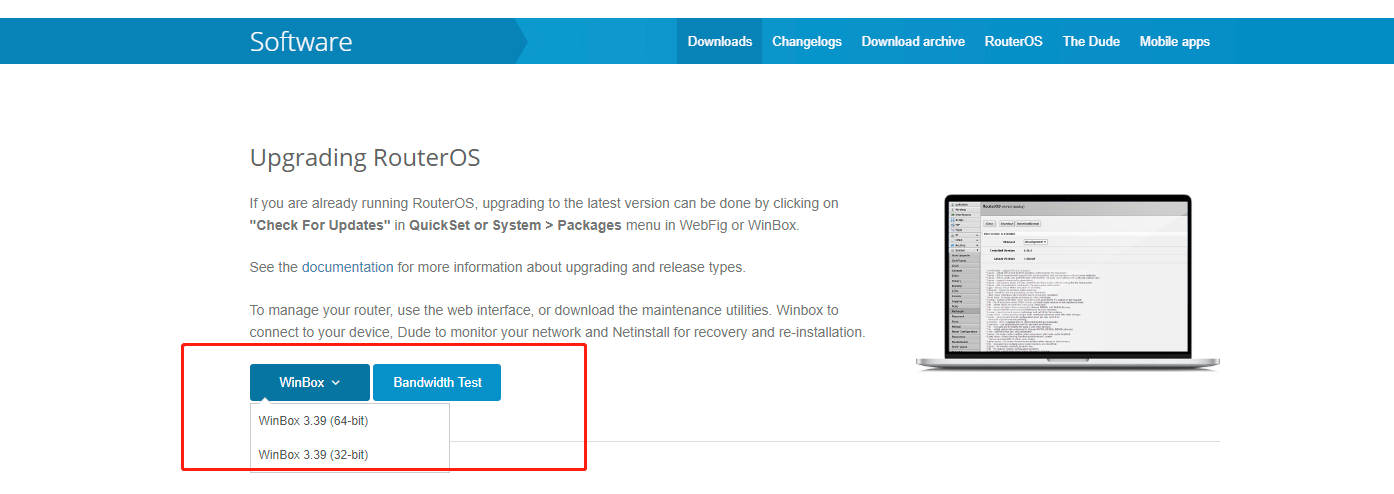 Software
Downloads Changelogs Download archive RouterOS The Dude Mobile apps
Upgrading RouterOS
If you are already running RouterOS, upgrading to the latest version can be done by clicking on
"Check For Updates" in QuickSet or System > Packages menu in WebFig or WinBox.
See the documentation for more information about upgrading and release types.
To manage your router, use the web interface, or download the maintenance utilities. Winbox to
connect to your device, Dude to monitor your network and Netinstall for recovery and re-installation.
WinBox Bandwidth Test
WinBox 3.39 (64-bit)
WinBox 3.39 (32-bit)